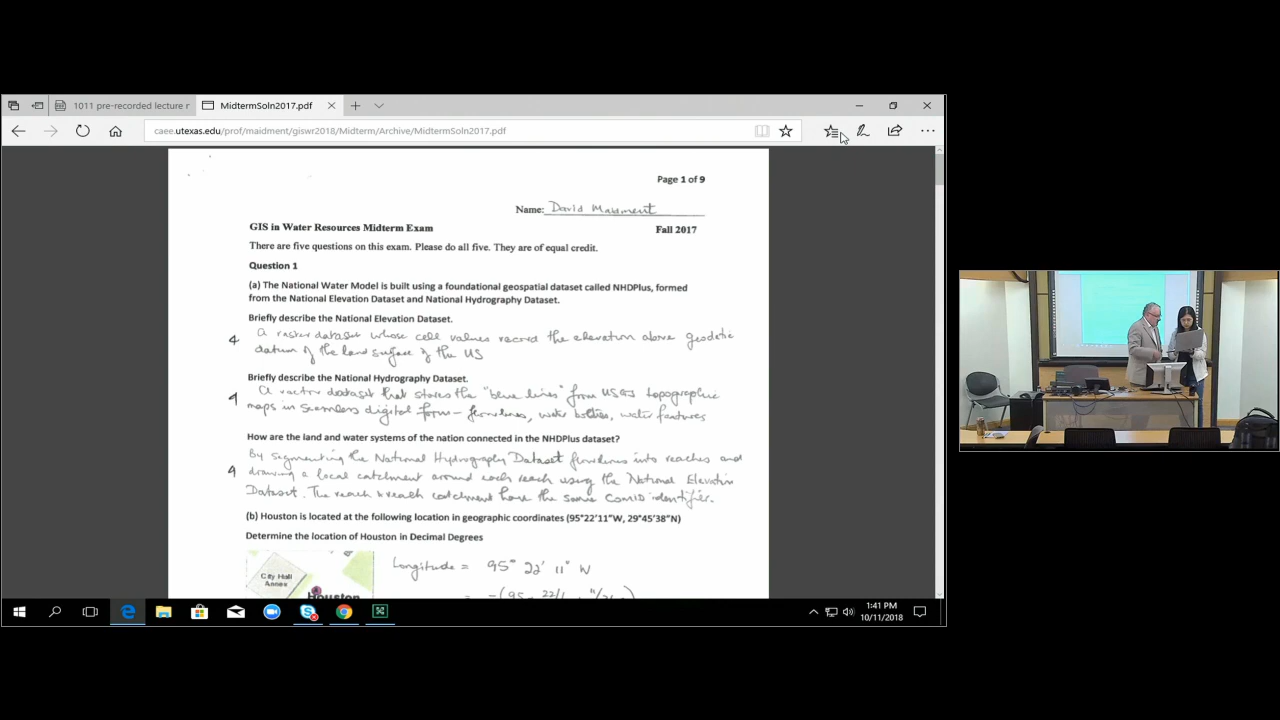 1011 pre-recorded lecture r
MidtermSoln2017.pdf
caee.utexas.edu/prof/maidment/giswr2018/Midterm/Archive/MidtermSoln2017.pdf
Page 1 of 9
Name: David Maidment
GIS in Water Resources Midterm Exam
Fall 2017
There are five questions on this exam. Please do all five. They are of equal credit.
Question 1
(a) The National Water Model is built using a foundational geospatial dataset called NHDPlus, formed
from the National Elevation Dataset and National Hydrography Dataset.
Briefly describe the National Elevation Dataset.
4 A raster dataset whose cell values record the elevation above geodetic
datum of the land surface of the US
Briefly describe the National Hydrography Dataset.
4 A vector dataset that stores the "blue lines" from USGS topographic
maps in seamless digital form - flowlines, water bodies, water features
How are the land and water systems of the nation connected in the NHDPlus dataset?
By segmenting the National Hydrography Dataset flowlines into reaches and
4 drawing a local catchment around each reach using the National Elevation
Dataset. The reach & reach catchment have the same COMID identifier.
(b) Houston is located at the following location in geographic coordinates (95°22'11"W, 29°45'38"N)
Determine the location of Houston in Decimal Degrees
City Hall
Annex
Houston
Longitude = 95° 22' 11" W
1:41 PM
10/11/2018